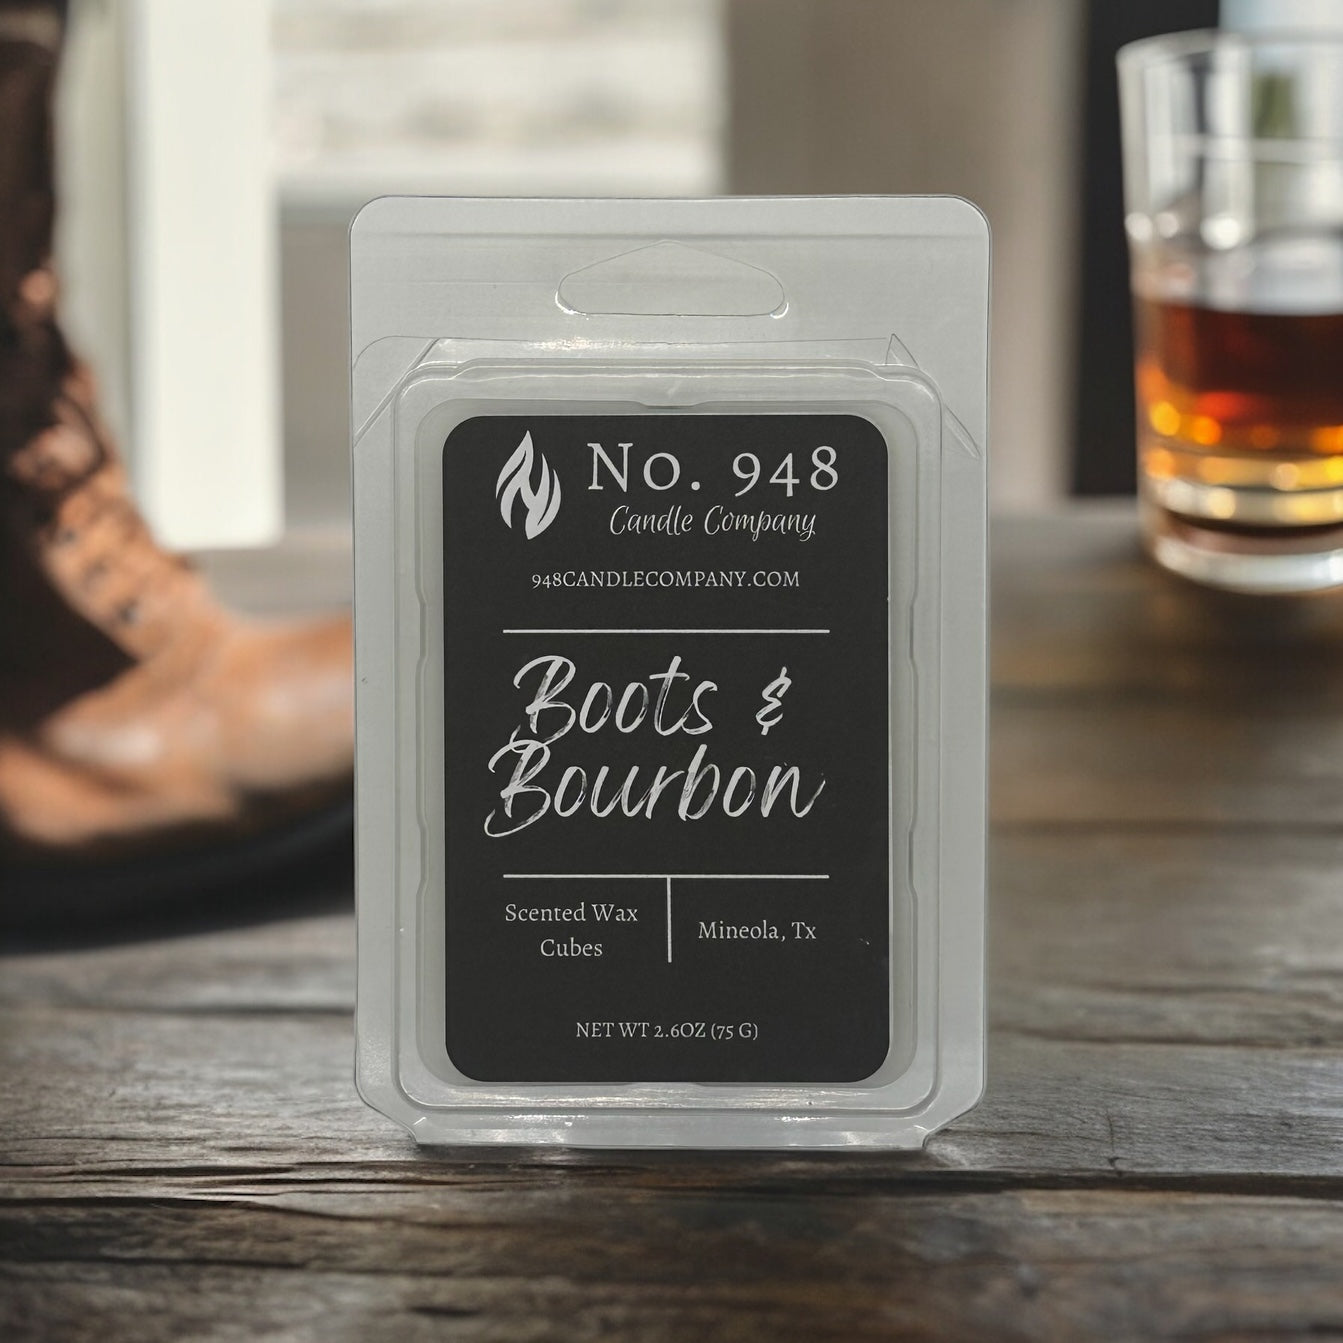 No. 948
Candle Company
948CANDLECOMPANY.COM
Boots &
Bourbon
Scented Wax
Cubes
Mineola, Tx
NET WT 2.6OZ (75 G)